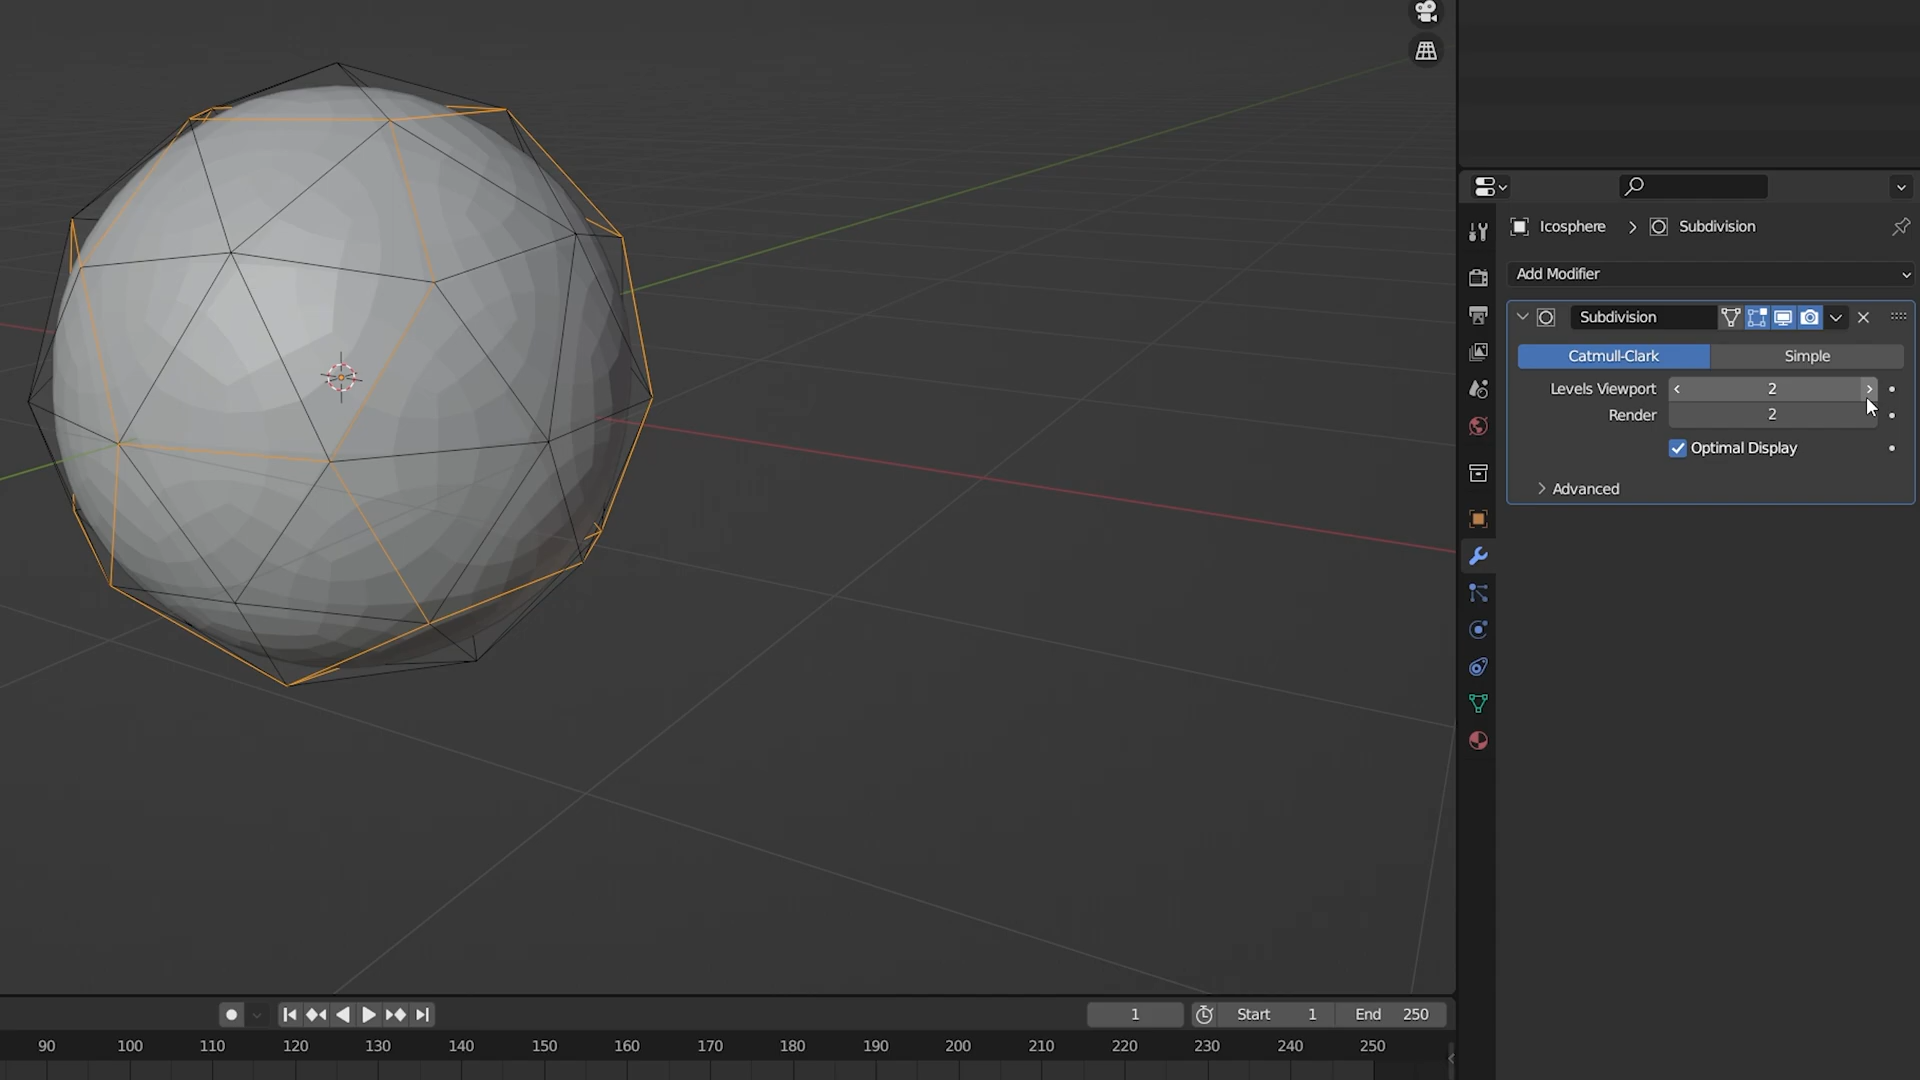 Icosphere > Subdivision
Add Modifier
Subdivision
Catmull-Clark Simple
Levels Viewport 2
Render 2
Optimal Display
Advanced
1 Start 1 End 250
90 100 110 120 130 140 150 160 170 180 190 200 210 220 230 240 250